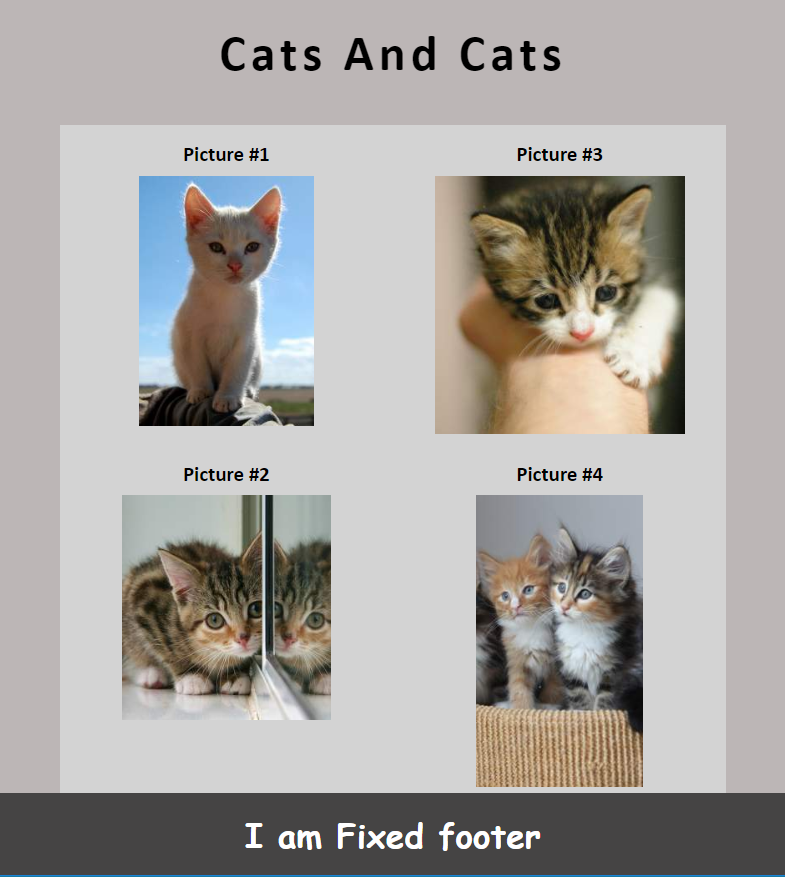 Cats And Cats
Picture #1
Picture #3
Picture #2
Picture #4
I am Fixed footer